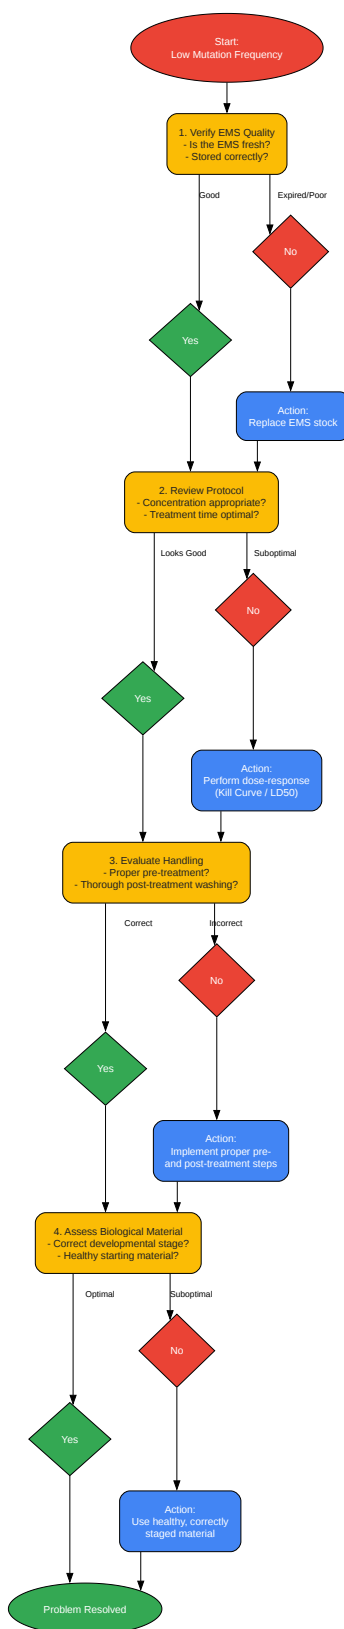 Start:
Low Mutation Frequency
1. Verify EMS Quality
- Is the EMS fresh?
- Stored correctly?
Good
Expired/Poor
No
Yes
Action:
Replace EMS stock
2. Review Protocol
- Concentration appropriate?
- Treatment time optimal?
Looks Good
Suboptimal
No
Yes
Action:
Perform dose-response
(Kill Curve / LD50)
3. Evaluate Handling
- Proper pre-treatment?
- Thorough post-treatment washing?
Correct
Incorrect
No
Yes
Action:
Implement proper pre-
and post-treatment steps
4. Assess Biological Material
- Correct developmental stage?
- Healthy starting material?
Optimal
Suboptimal
No
Yes
Action:
Use healthy, correctly
staged material
Problem Resolved